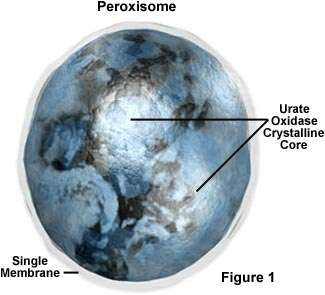 Peroxisome
Urate
Oxidase
Crystalline
Core
Single
Membrane
Figure 1